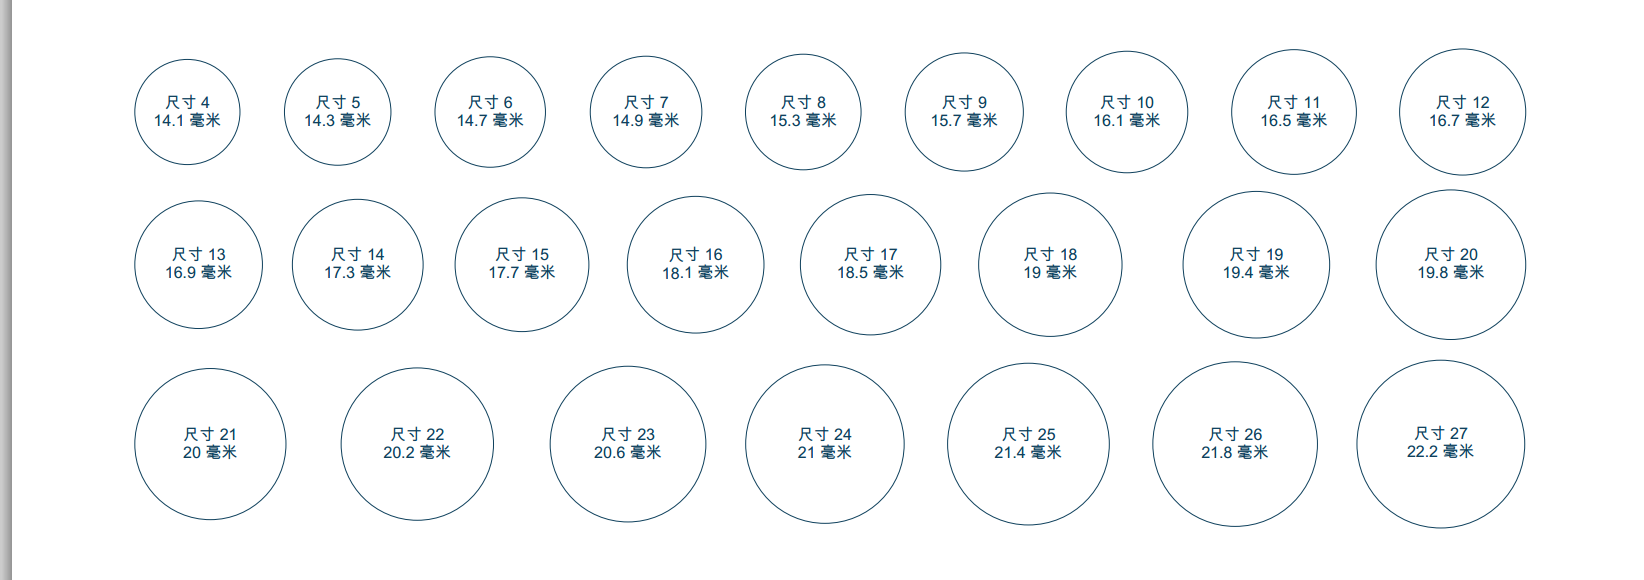 尺寸 4
14.1 毫米
尺寸 5
14.3 毫米
尺寸 6
14.7 毫米
尺寸 7
14.9 毫米
尺寸 8
15.3 毫米
尺寸 9
15.7 毫米
尺寸 10
16.1 毫米
尺寸 11
16.5 毫米
尺寸 12
16.7 毫米
尺寸 13
16.9 毫米
尺寸 14
17.3 毫米
尺寸 15
17.7 毫米
尺寸 16
18.1 毫米
尺寸 17
18.5 毫米
尺寸 18
19 毫米
尺寸 19
19.4 毫米
尺寸 20
19.8 毫米
尺寸 21
20 毫米
尺寸 22
20.2 毫米
尺寸 23
20.6 毫米
尺寸 24
21 毫米
尺寸 25
21.4 毫米
尺寸 26
21.8 毫米
尺寸 27
22.2 毫米